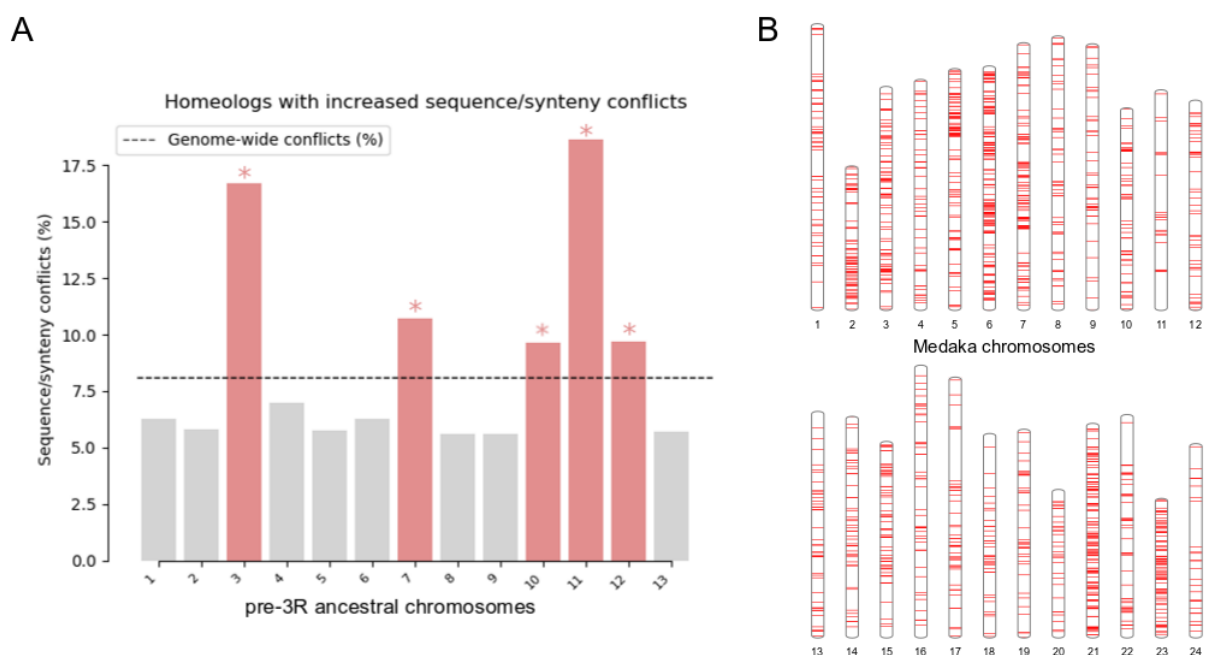 A
B
Homeologs with increased sequence/synteny conflicts
Genome-wide conflicts (%)
* * * * *
Sequence/synteny conflicts (%)
17.5
15.0
12.5
10.0
7.5
5.0
2.5
0.0
1 2 3 4 5 6 7 8 9 10 11 12 13
pre-3R ancestral chromosomes
1 2 3 4 5 6 7 8 9 10 11 12
Medaka chromosomes
13 14 15 16 17 18 19 20 21 22 23 24